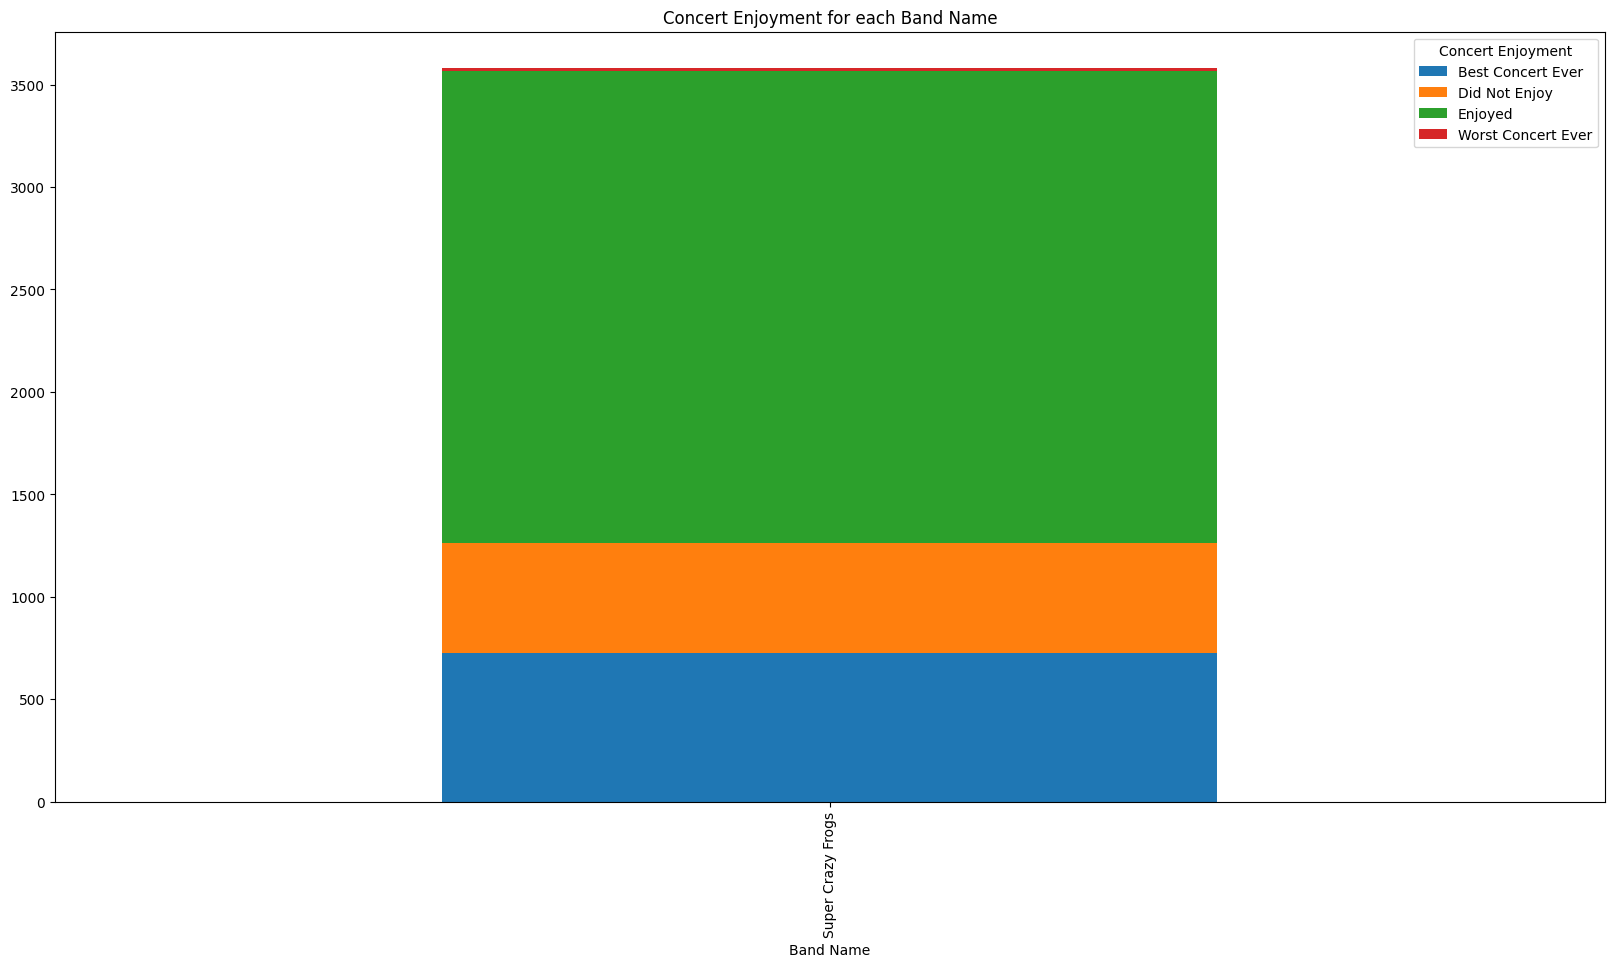 Concert Enjoyment for each Band Name
Concert Enjoyment
Best Concert Ever
Did Not Enjoy
Enjoyed
Worst Concert Ever
3500
3000
2500
2000
1500
1000
500
0
Super Crazy Frogs
Band Name